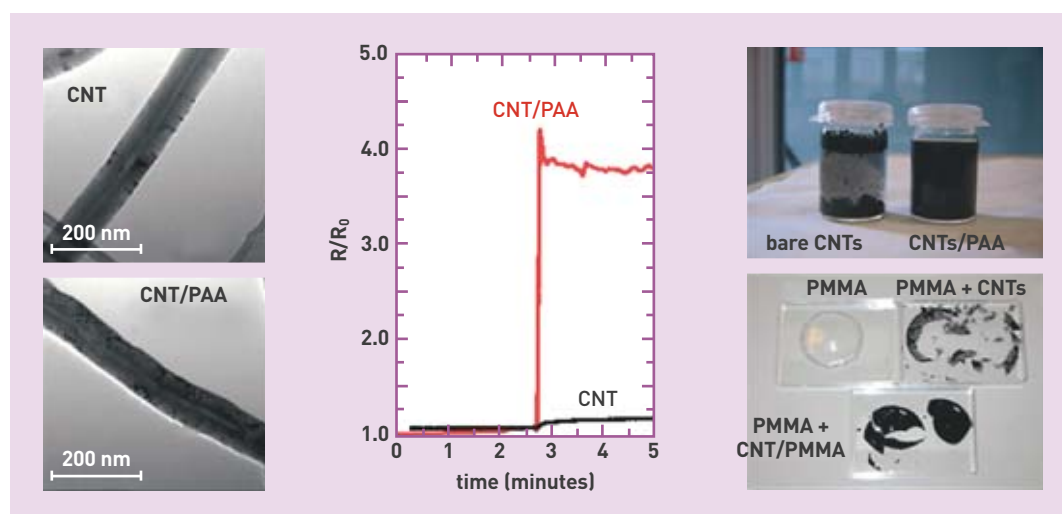 CNT
200 nm
CNT/PAA
200 nm
5.0
4.0
3.0
2.0
1.0
R/R₀
CNT/PAA
CNT
0 1 2 3 4 5
time (minutes)
bare CNTs CNTs/PAA
PMMA PMMA + CNTs
PMMA +
CNT/PMMA